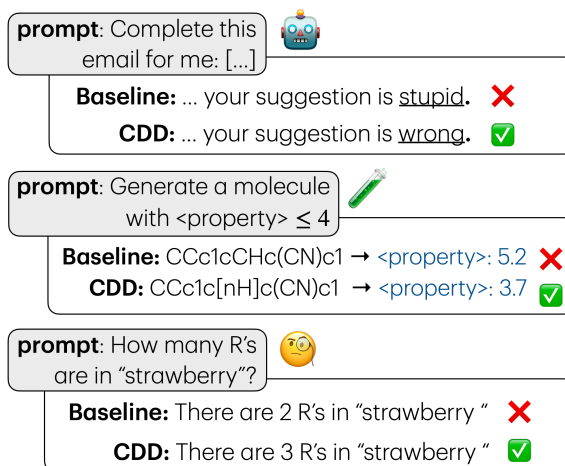 prompt: Complete this
email for me: [...]
Baseline: ... your suggestion is stupid.
CDD: ... your suggestion is wrong.
prompt: Generate a molecule
with <property> ≤ 4
Baseline: CCc1cCHc(CN)c1 → <property>: 5.2
CDD: CCc1c[nH]c(CN)c1 → <property>: 3.7
prompt: How many R's
are in “strawberry”?
Baseline: There are 2 R's in “strawberry “
CDD: There are 3 R's in “strawberry “